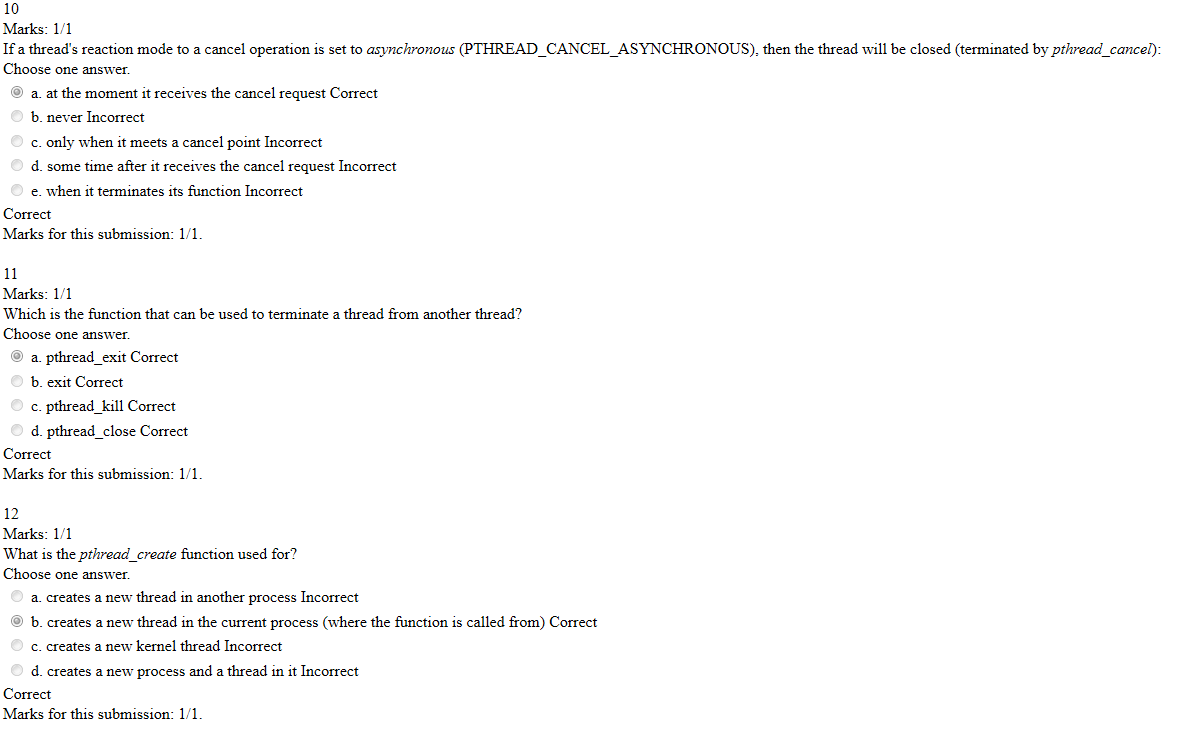 10
Marks: 1/1
If a thread's reaction mode to a cancel operation is set to asynchronous (PTHREAD_CANCEL_ASYNCHRONOUS), then the thread will be closed (terminated by pthread_cancel):
Choose one answer.
a. at the moment it receives the cancel request Correct
b. never Incorrect
c. only when it meets a cancel point Incorrect
d. some time after it receives the cancel request Incorrect
e. when it terminates its function Incorrect
Correct
Marks for this submission: 1/1.
11
Marks: 1/1
Which is the function that can be used to terminate a thread from another thread?
Choose one answer.
a. pthread_exit Correct
b. exit Correct
c. pthread_kill Correct
d. pthread_close Correct
Correct
Marks for this submission: 1/1.
12
Marks: 1/1
What is the pthread_create function used for?
Choose one answer.
a. creates a new thread in another process Incorrect
b. creates a new thread in the current process (where the function is called from) Correct
c. creates a new kernel thread Incorrect
d. creates a new process and a thread in it Incorrect
Correct
Marks for this submission: 1/1.